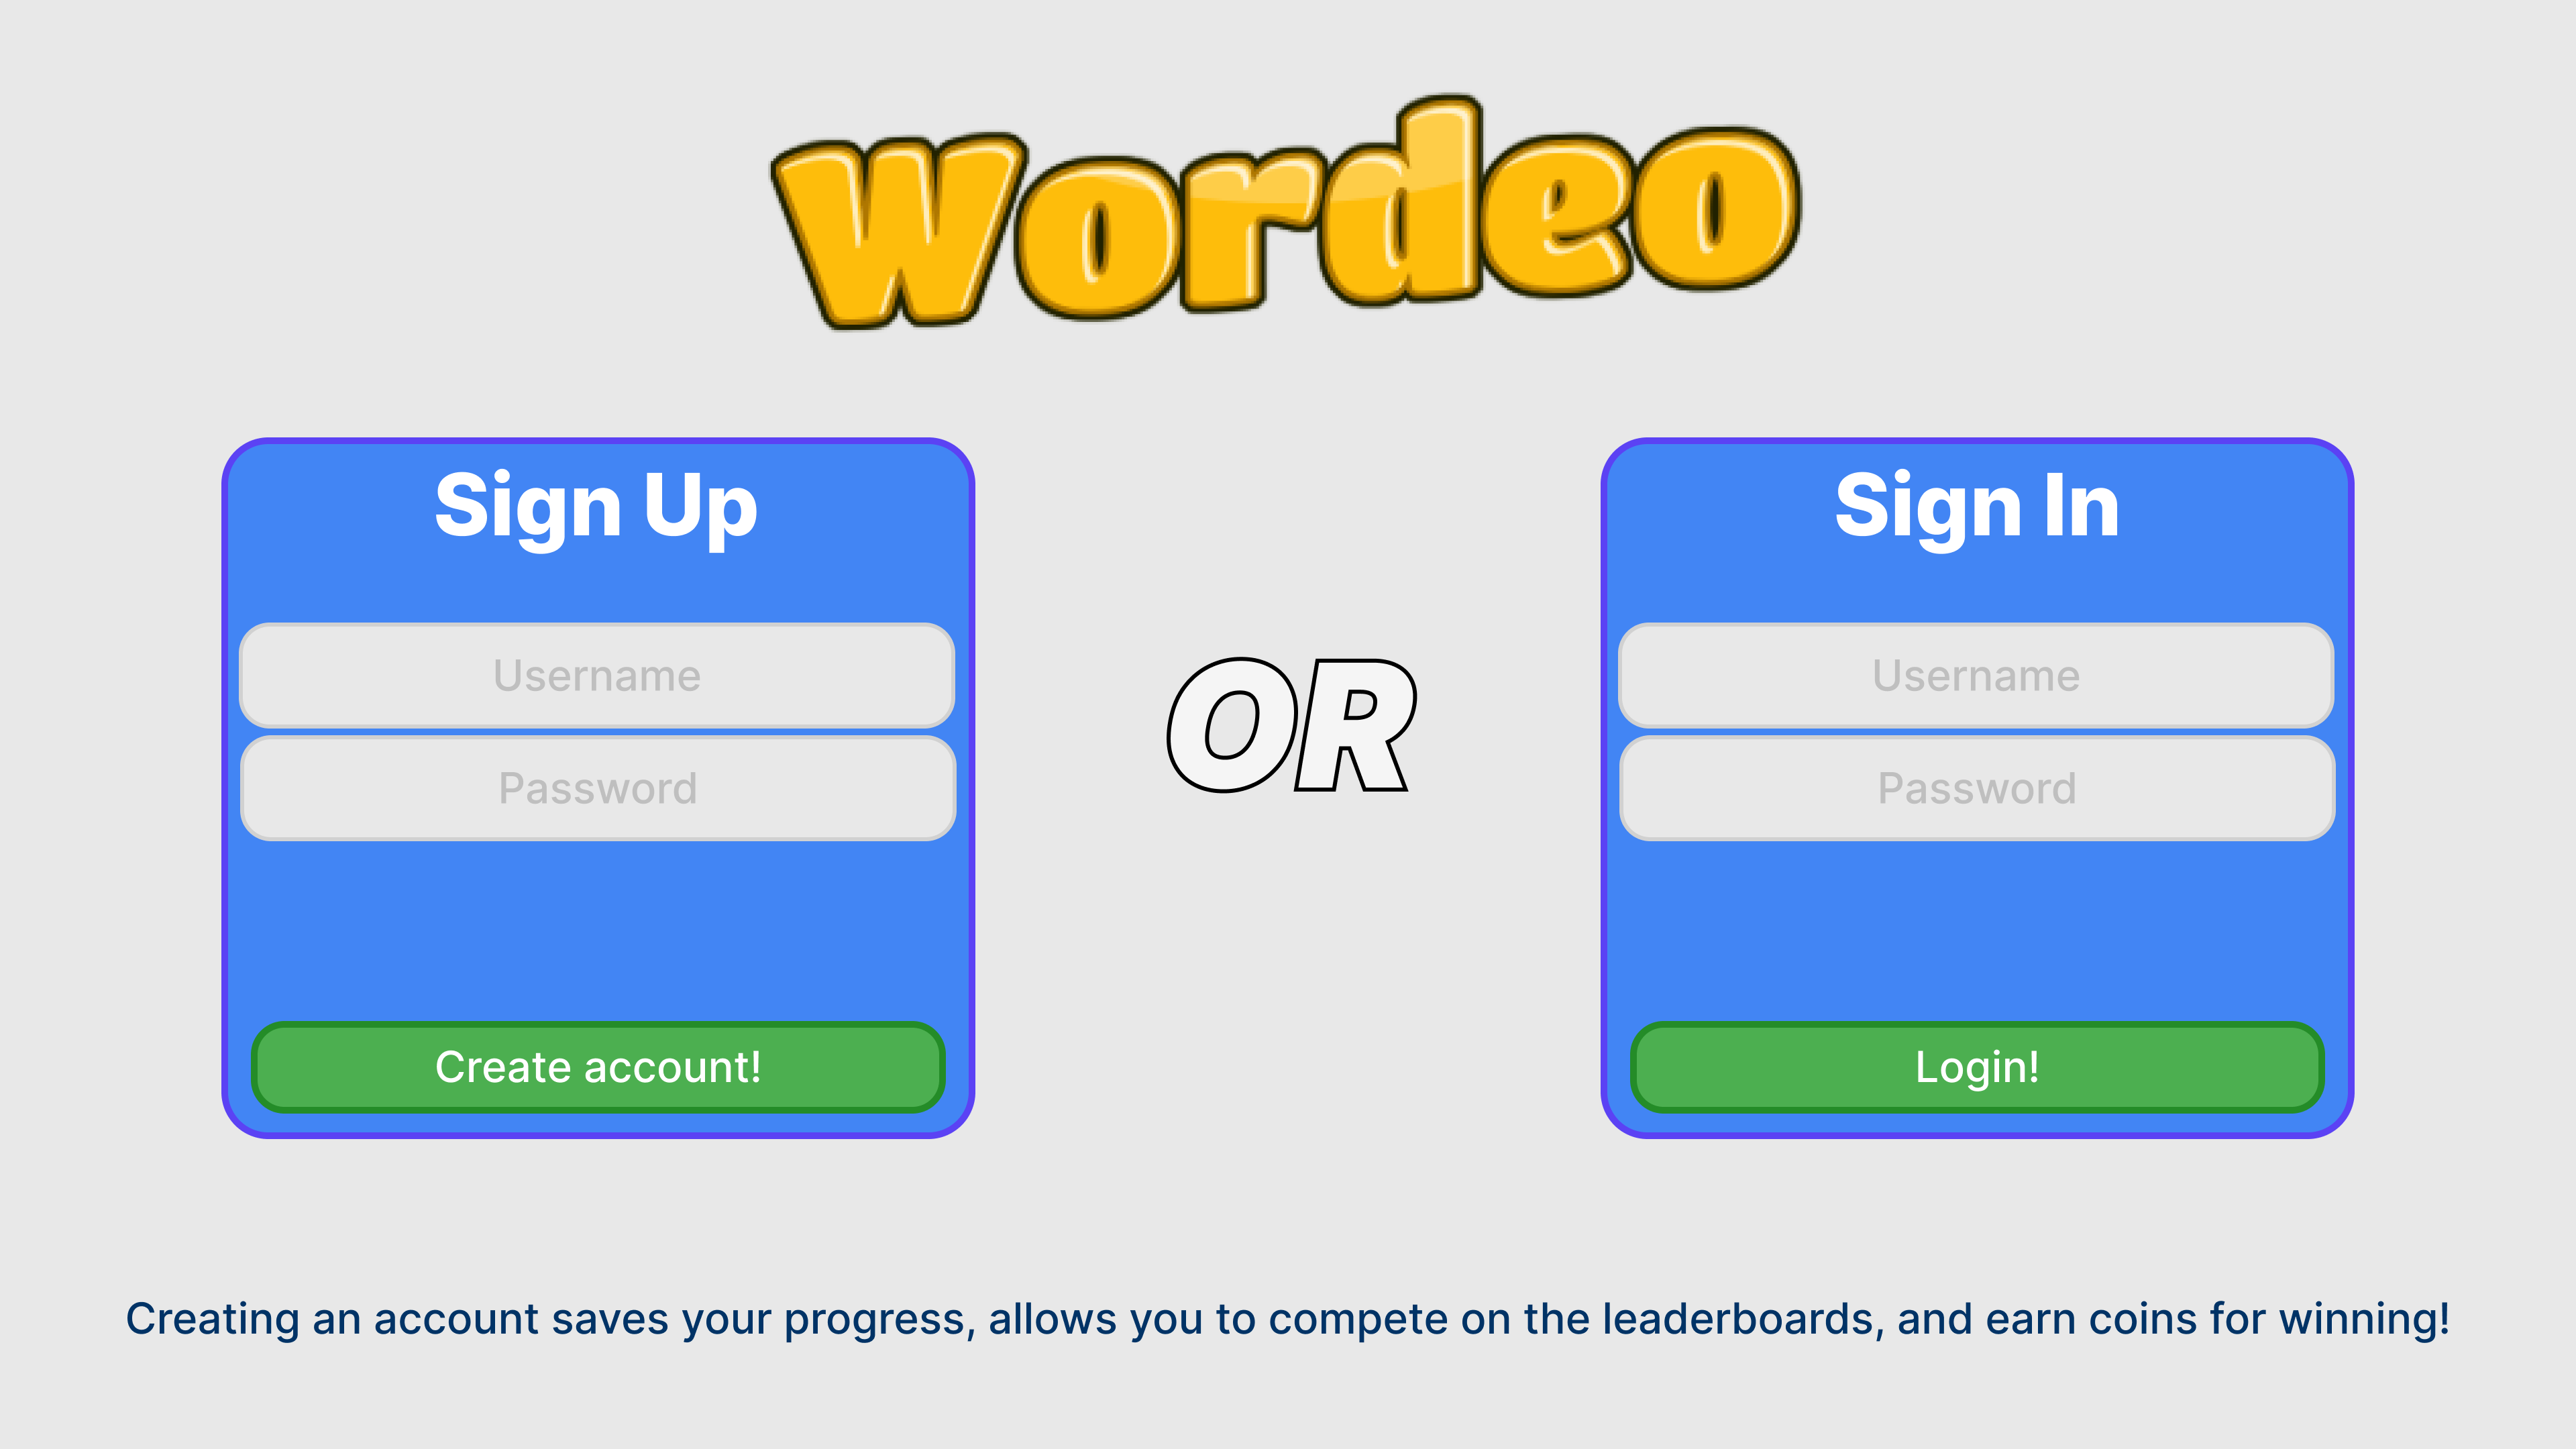 Wordeo
Sign Up
Username
Password
Create account!
OR
Sign In
Username
Password
Login!
Creating an account saves your progress, allows you to compete on the leaderboards, and earn coins for winning!